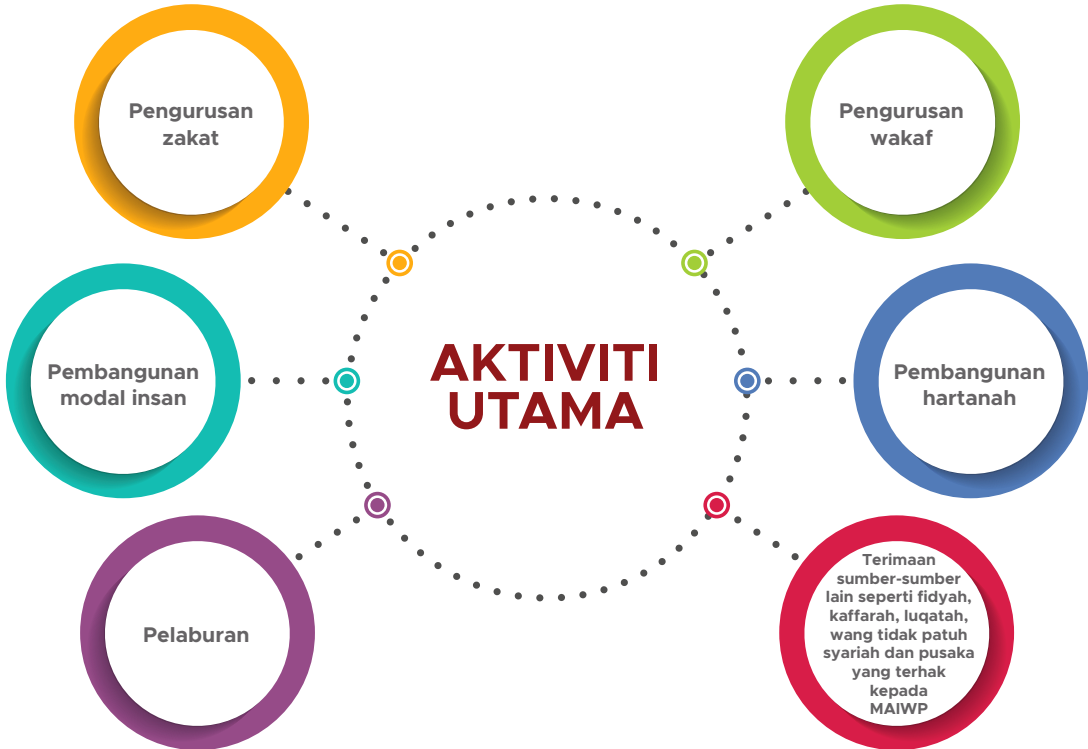 Pengurusan
zakat
Pengurusan
wakaf
Pembangunan
modal insan
AKTIVITI
UTAMA
Pembangunan
hartanah
Pelaburan
Terimaan
sumber-sumber
lain seperti fidyah,
kaffarah, luqatah,
wang tidak patuh
syariah dan pusaka
yang terhak
kepada
MAIWP